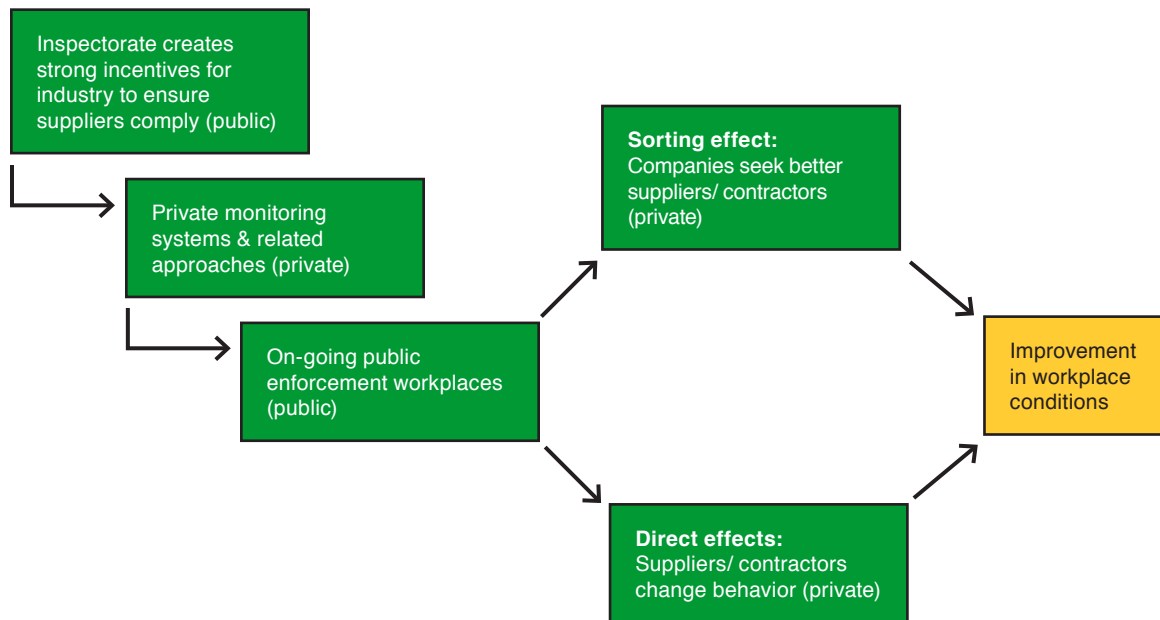 Inspectorate creates
strong incentives for
industry to ensure
suppliers comply (public)
Private monitoring
systems & related
approaches (private)
On-going public
enforcement workplaces
(public)
Sorting effect:
Companies seek better
suppliers/ contractors
(private)
Direct effects:
Suppliers/ contractors
change behavior (private)
Improvement
in workplace
conditions